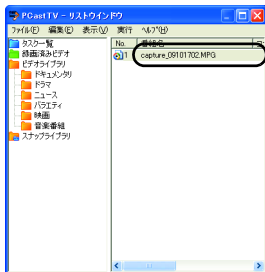 PCastTV － リストウインドウ
ファイル(F) 編集(E) 表示(V) 実行 ヘルプ(H)
タスク一覧
録画済みビデオ
ビデオライブラリ
ドキュメンタリ
ドラマ
ニュース
バラエティ
映画
音楽番組
スナップライブラリ
No. 番組名
1 capture_09101702.MPG